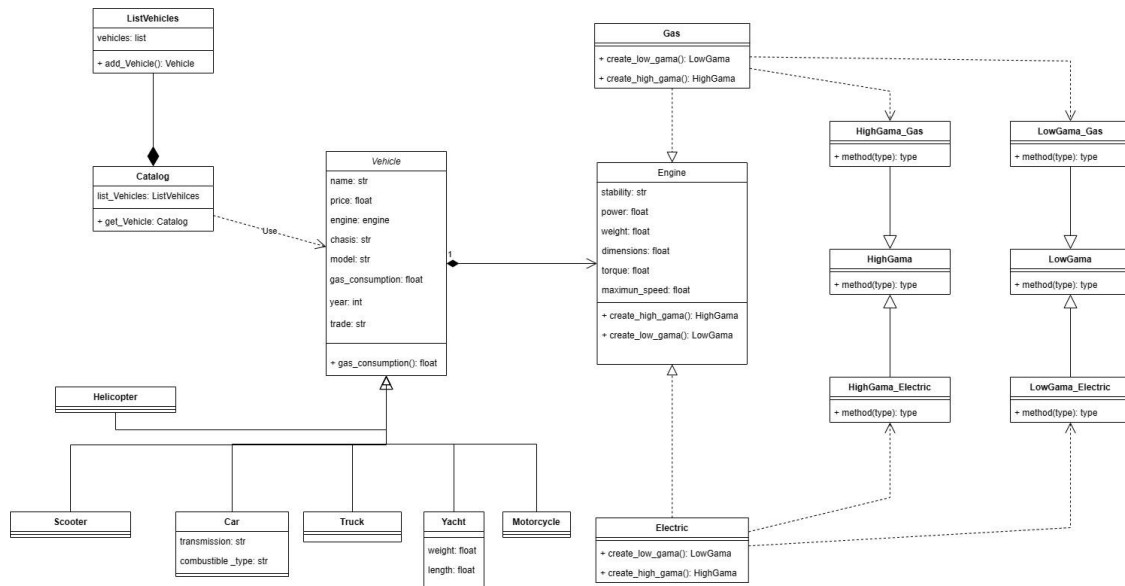 ListVehicles
vehicles: list
+ add_Vehicle(): Vehicle
Catalog
list_Vehicles: ListVehilces
+ get_Vehicle: Catalog
Use
Vehicle
name: str
price: float
engine: engine
chasis: str
model: str
gas_consumption: float
year: int
trade: str
+ gas_consumption(): float
1
Helicopter
Scooter
Car
transmission: str
combustible _type: str
Truck
Yacht
weight: float
length: float
Motorcycle
Gas
+ create_low_gama(): LowGama
+ create_high_gama(): HighGama
Engine
stability: str
power: float
weight: float
dimensions: float
torque: float
maximun_speed: float
+ create_high_gama(): HighGama
+ create_low_gama(): LowGama
Electric
+ create_low_gama(): LowGama
+ create_high_gama(): HighGama
HighGama_Gas
+ method(type): type
LowGama_Gas
+ method(type): type
HighGama
+ method(type): type
LowGama
+ method(type): type
HighGama_Electric
+ method(type): type
LowGama_Electric
+ method(type): type